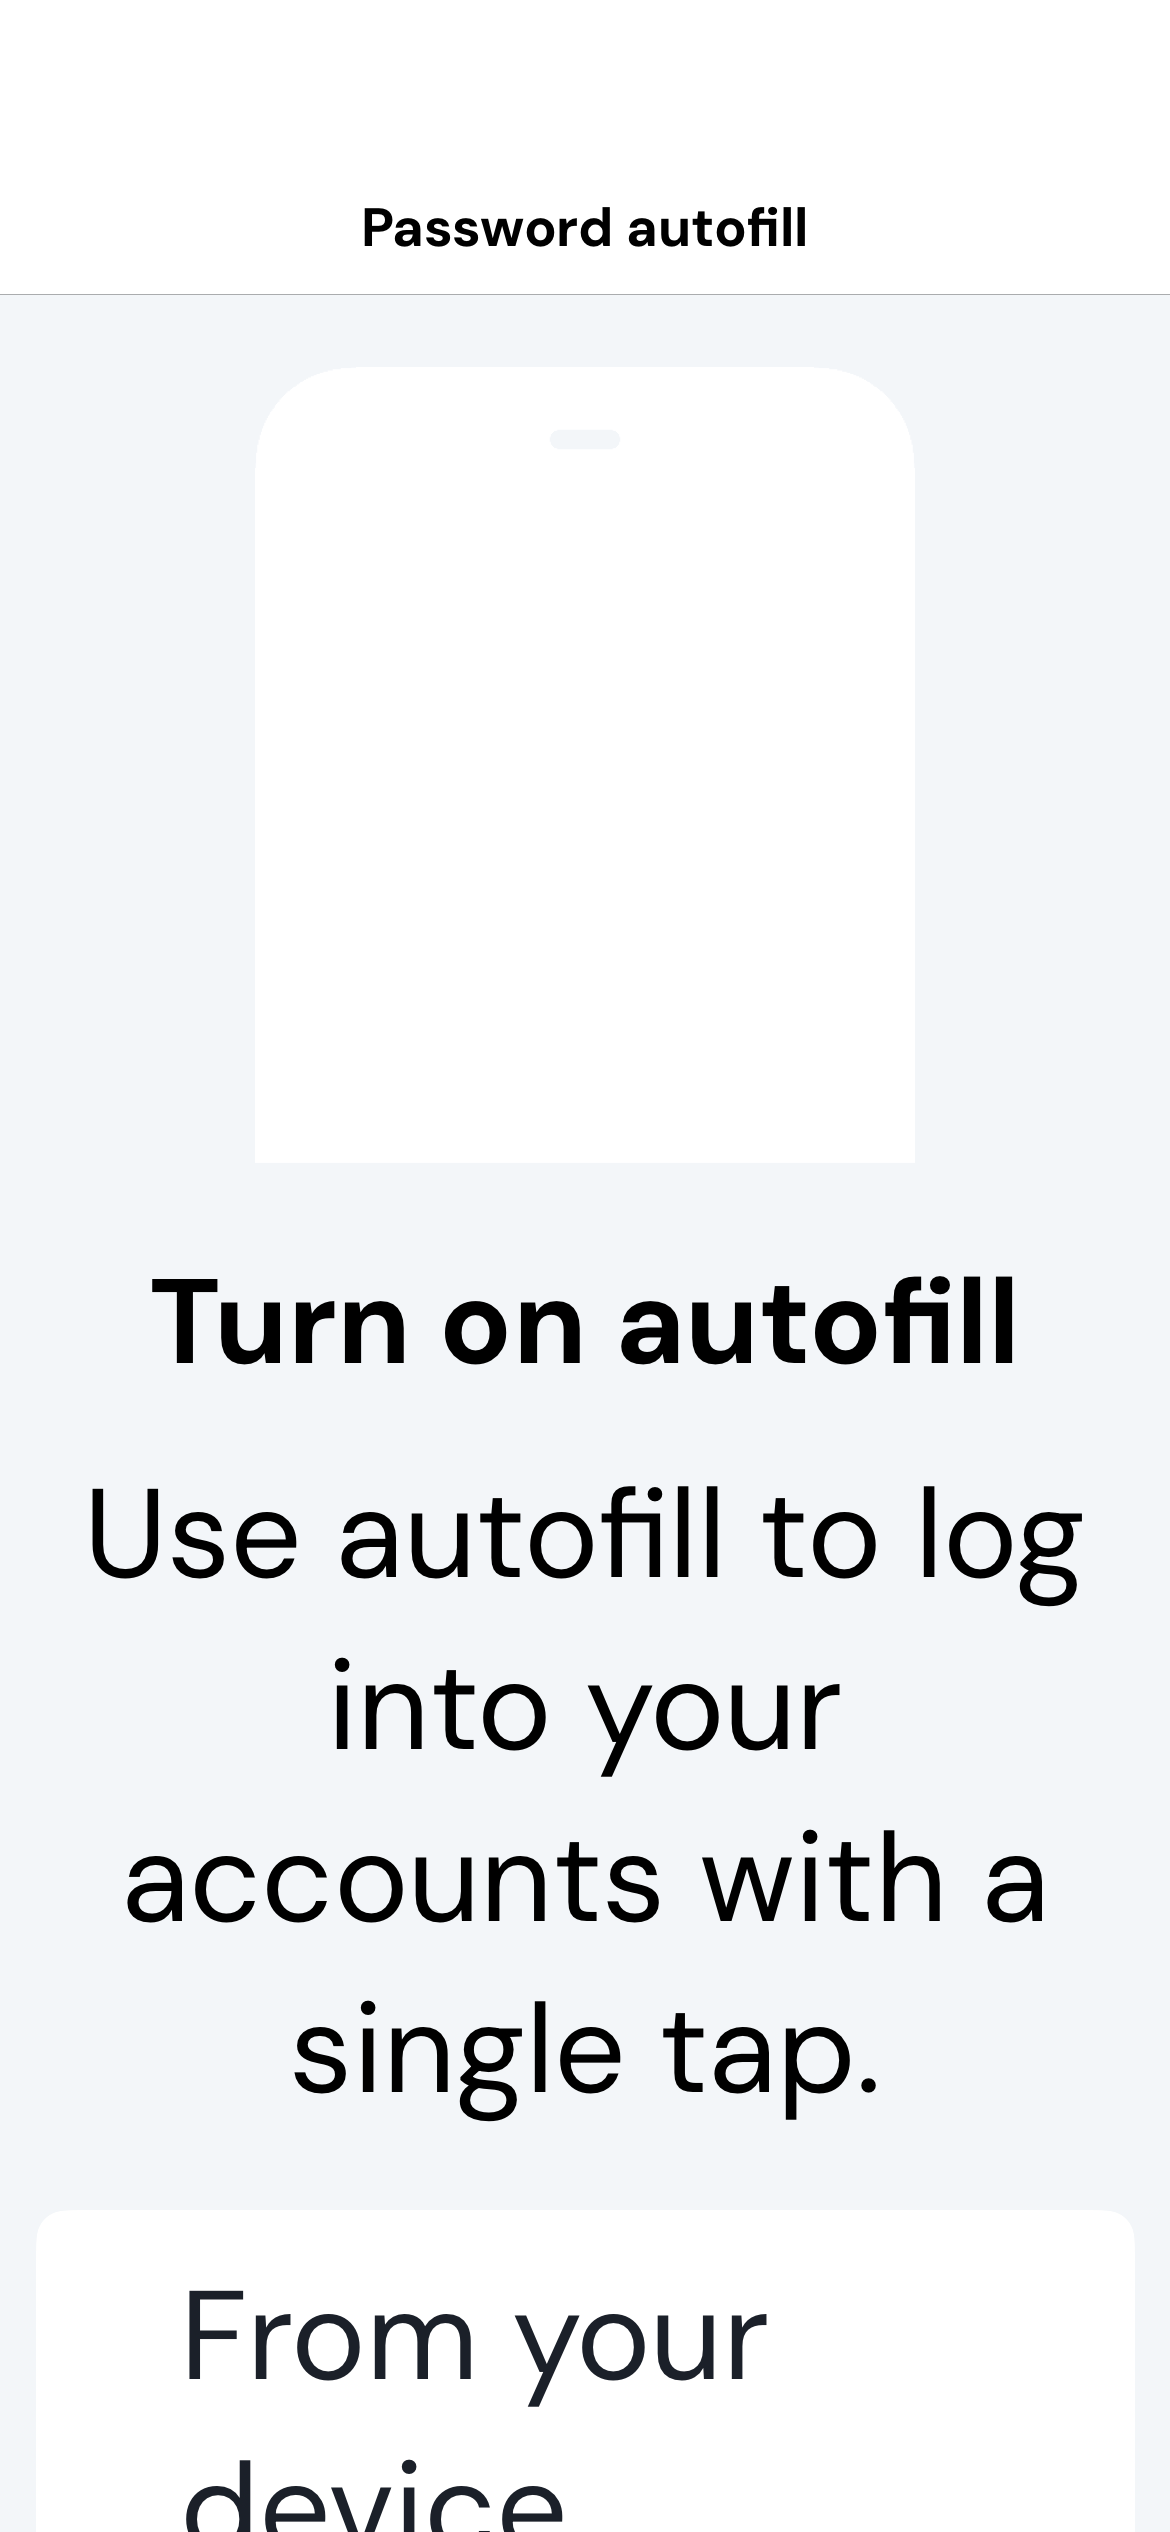 Password autofill
Turn on autofill
Use autofill to log
into your
accounts with a
single tap.
From your
device